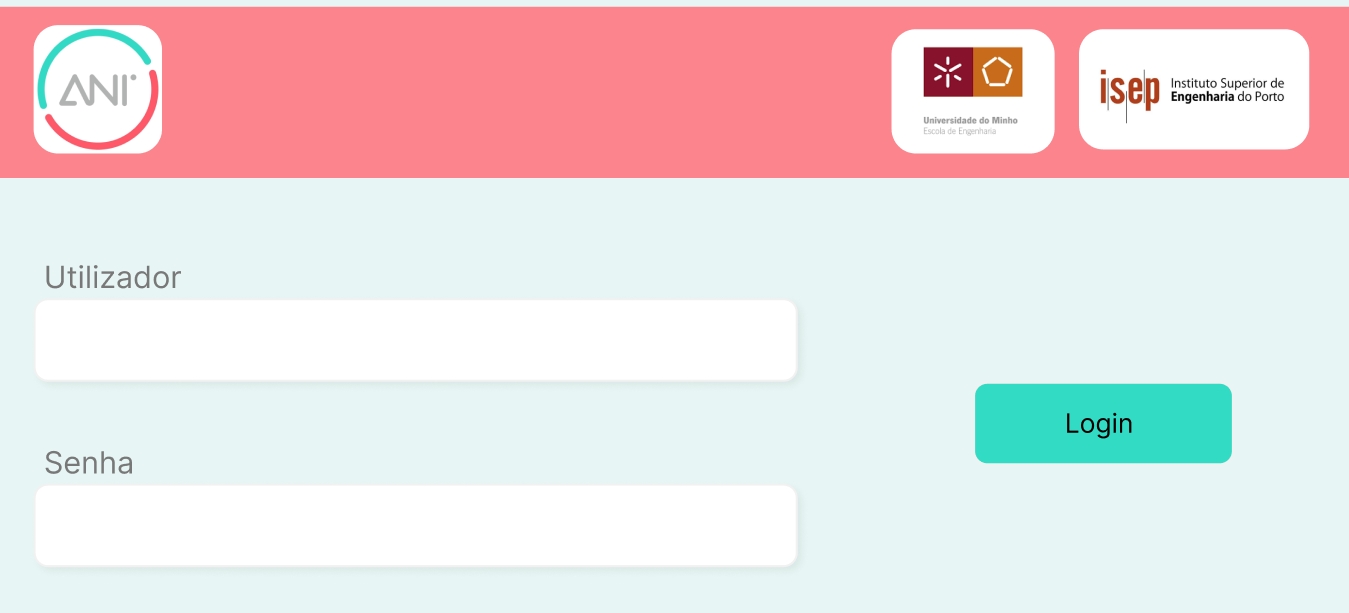 ANI
Universidade do Minho
Escola de Engenharia
isep
Instituto Superior de
Engenharia do Porto
Utilizador
Senha
Login